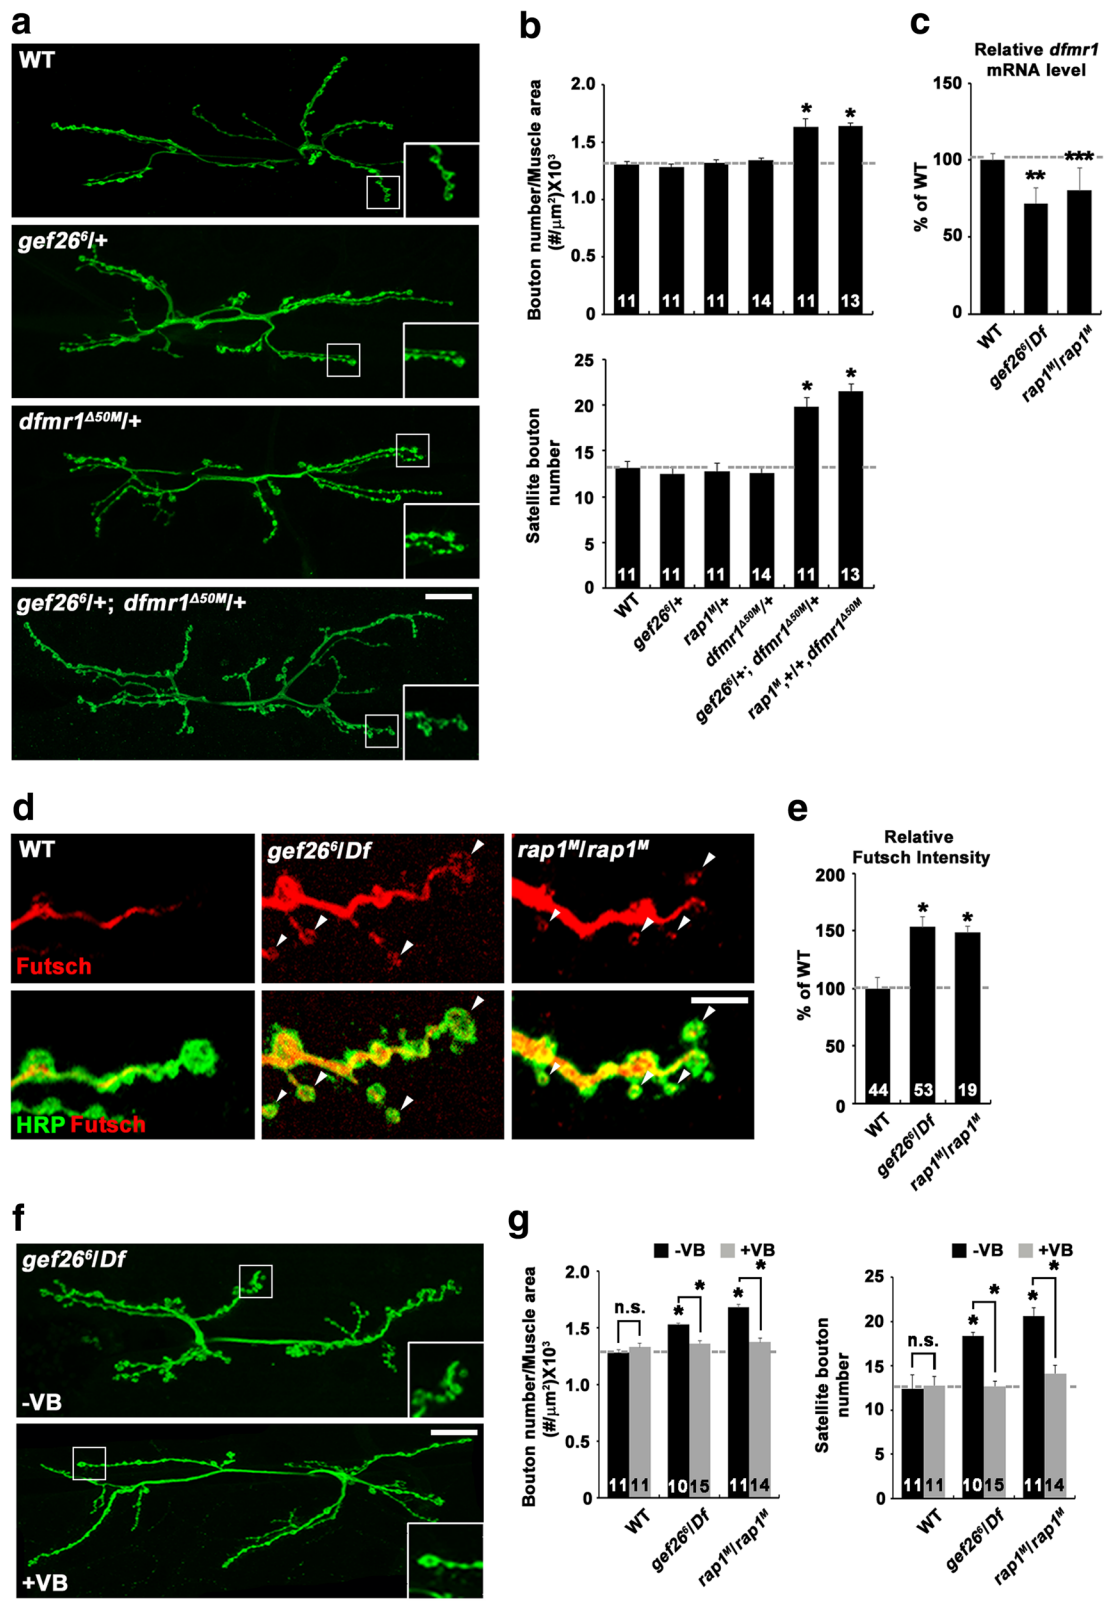 a
WT
gef26⁶/+
dfmr1^Δ50M/+
gef26⁶/+; dfmr1^Δ50M/+
b
Bouton number/Muscle area
(#/μm²)X10³
2.0
1.5
1.0
0.5
0
*
*
11
11
11
14
11
13
Satellite bouton
number
25
20
15
10
5
0
*
*
11
11
11
14
11
13
WT
gef26⁶/+
rap1^M/+
dfmr1^Δ50M/+
gef26⁶/+; dfmr1^Δ50M/+
rap1^M,+/+,dfmr1^Δ50M
c
Relative dfmr1
mRNA level
% of WT
150
100
50
0
**
***
WT
gef26⁶/Df
rap1^M/rap1^M
d
WT
gef26⁶/Df
rap1^M/rap1^M
Futsch
HRP Futsch
e
Relative
Futsch Intensity
% of WT
200
150
100
50
0
*
*
44
53
19
WT
gef26⁶/Df
rap1^M/rap1^M
f
gef26⁶/Df
-VB
+VB
g
-VB +VB
Bouton number/Muscle area
(#/μm²)X10³
2.0
1.5
1.0
0.5
0
n.s.
*
*
*
*
11 11 10 15 11 14
WT
gef26⁶/Df
rap1^M/rap1^M
-VB +VB
Satellite bouton
number
25
20
15
10
5
0
n.s.
*
*
*
*
11 11 10 15 11 14
WT
gef26⁶/Df
rap1^M/rap1^M